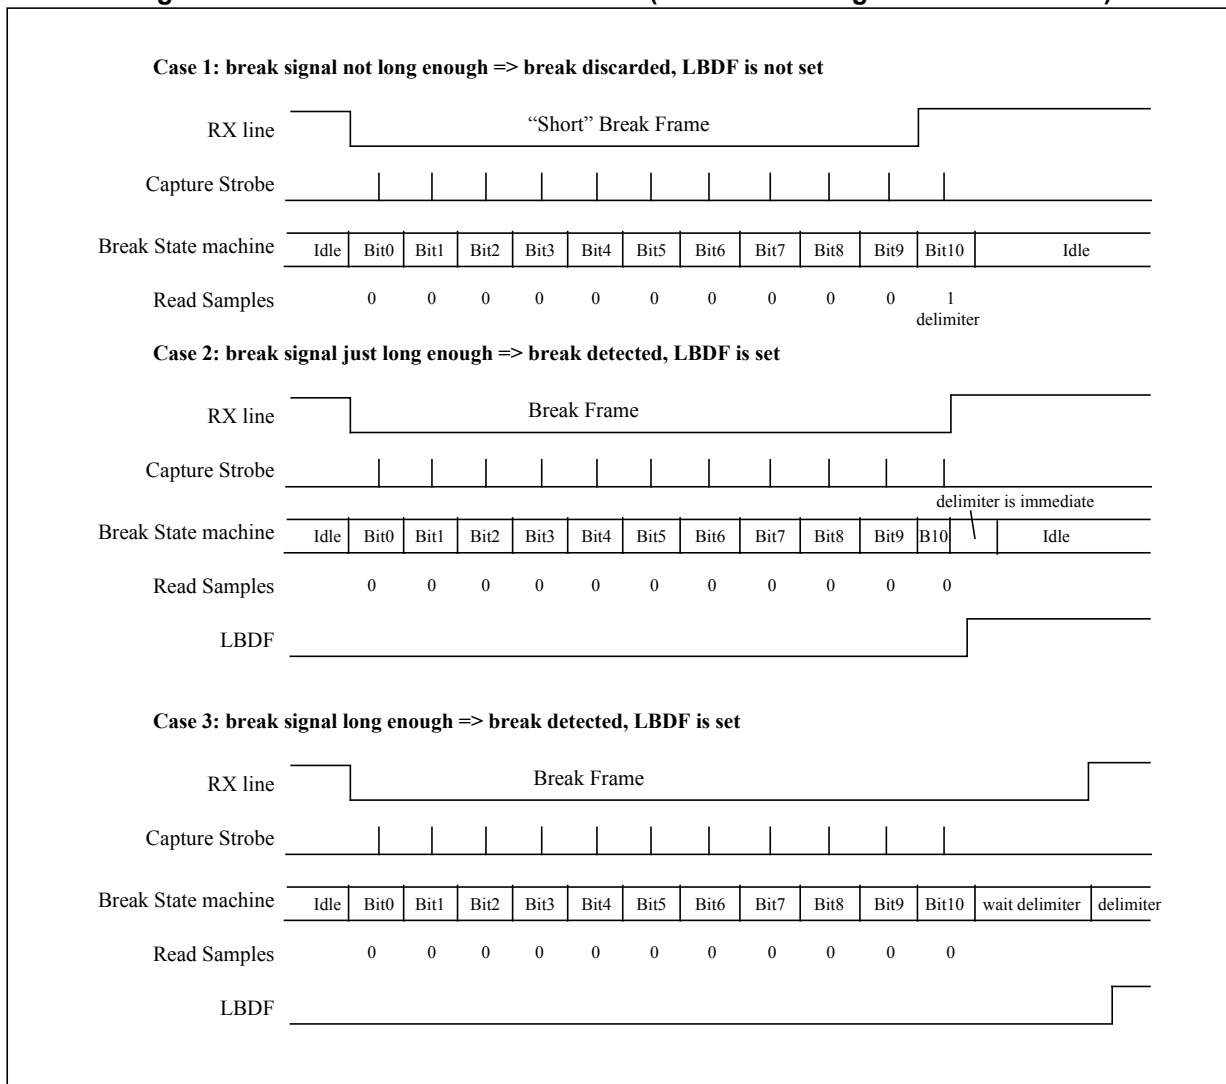 Case 1: break signal not long enough => break discarded, LBDF is not set
RX line “Short” Break Frame
Capture Strobe
Break State machine Idle Bit0 Bit1 Bit2 Bit3 Bit4 Bit5 Bit6 Bit7 Bit8 Bit9 Bit10 Idle
Read Samples 0 0 0 0 0 0 0 0 0 0 1
delimiter
Case 2: break signal just long enough => break detected, LBDF is set
RX line Break Frame
Capture Strobe
delimiter is immediate
Break State machine Idle Bit0 Bit1 Bit2 Bit3 Bit4 Bit5 Bit6 Bit7 Bit8 Bit9 B10 Idle
Read Samples 0 0 0 0 0 0 0 0 0 0 0
LBDF
Case 3: break signal long enough => break detected, LBDF is set
RX line Break Frame
Capture Strobe
Break State machine Idle Bit0 Bit1 Bit2 Bit3 Bit4 Bit5 Bit6 Bit7 Bit8 Bit9 Bit10 wait delimiter delimiter
Read Samples 0 0 0 0 0 0 0 0 0 0 0
LBDF